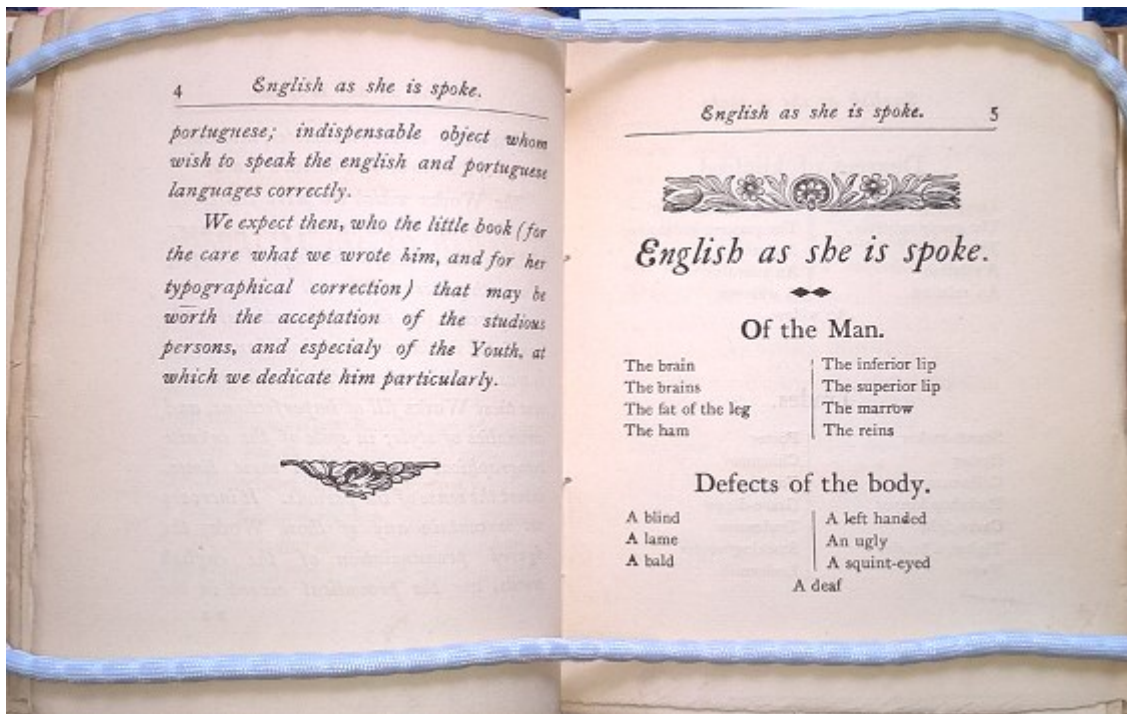 4 English as she is spoke.
portuguese; indispensable object whom
wish to speak the english and portuguese
languages correctly.
We expect then, who the little book (for
the care what we wrote him, and for her
typographical correction) that may be
worth the acceptation of the studious
persons, and especialy of the Youth, at
which we dedicate him particularly.
English as she is spoke. 5
English as she is spoke.
Of the Man.
The brain
The brains
The fat of the leg
The ham
The inferior lip
The superior lip
The marrow
The reins
Defects of the body.
A blind
A lame
A bald
A left handed
An ugly
A squint-eyed
A deaf